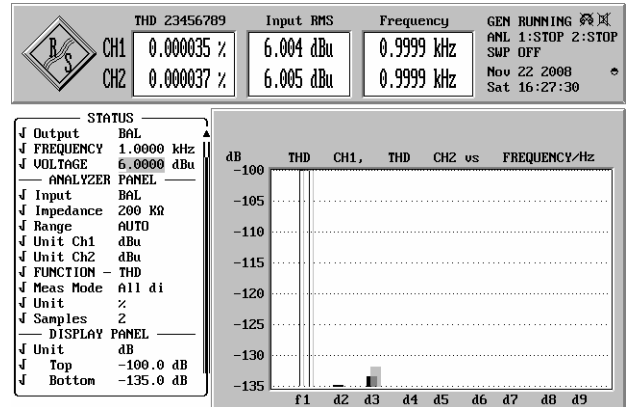 THD 23456789 Input RMS Frequency
R&S CH1 0.000035 % 6.004 dBu 0.9999 kHz
CH2 0.000037 % 6.005 dBu 0.9999 kHz
GEN RUNNING
ANL 1:STOP 2:STOP
SWP OFF
Nov 22 2008
Sat 16:27:30
STATUS
Output BAL
FREQUENCY 1.0000 kHz
VOLTAGE 6.0000 dBu
ANALYZER PANEL
Input BAL
Impedance 200 KΩ
Range AUTO
Unit Ch1 dBu
Unit Ch2 dBu
FUNCTION - THD
Meas Mode All di
Unit %
Samples 2
DISPLAY PANEL
Unit dB
Top -100.0 dB
Bottom -135.0 dB
dB THD CH1, THD CH2 vs FREQUENCY/Hz
-100
-105
-110
-115
-120
-125
-130
-135
f1 d2 d3 d4 d5 d6 d7 d8 d9